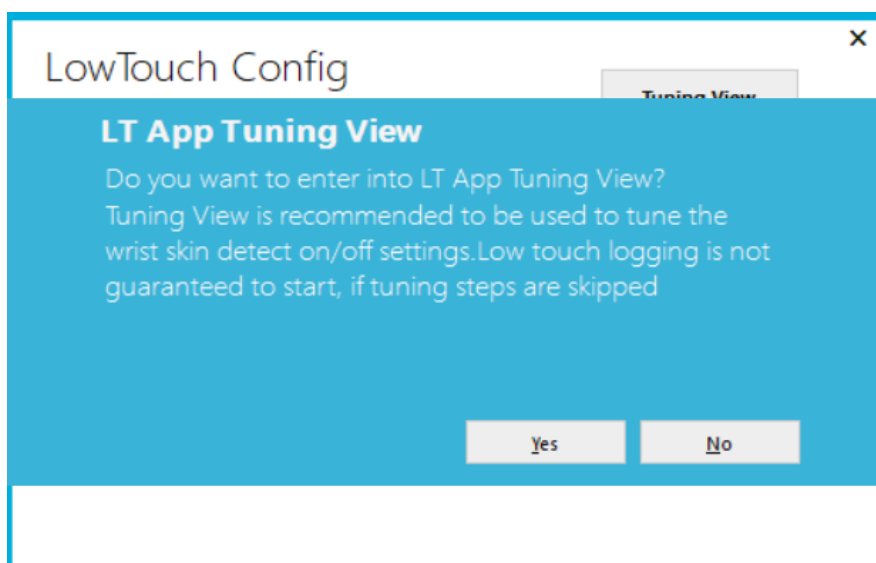 LowTouch Config
Tuning View
LT App Tuning View
Do you want to enter into LT App Tuning View?
Tuning View is recommended to be used to tune the
wrist skin detect on/off settings.Low touch logging is not
guaranteed to start, if tuning steps are skipped
Yes
No